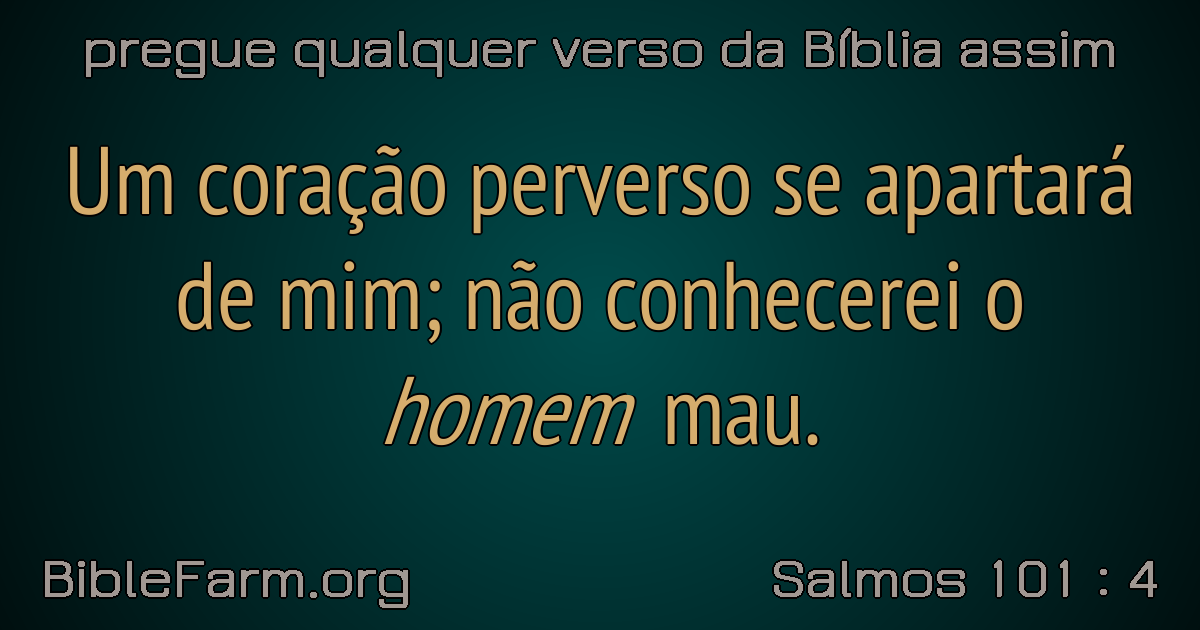 pregue qualquer verso da Bíblia assim
Um coração perverso se apartará
de mim; não conhecerei o
homem mau.
BibleFarm.org
Salmos 101 : 4